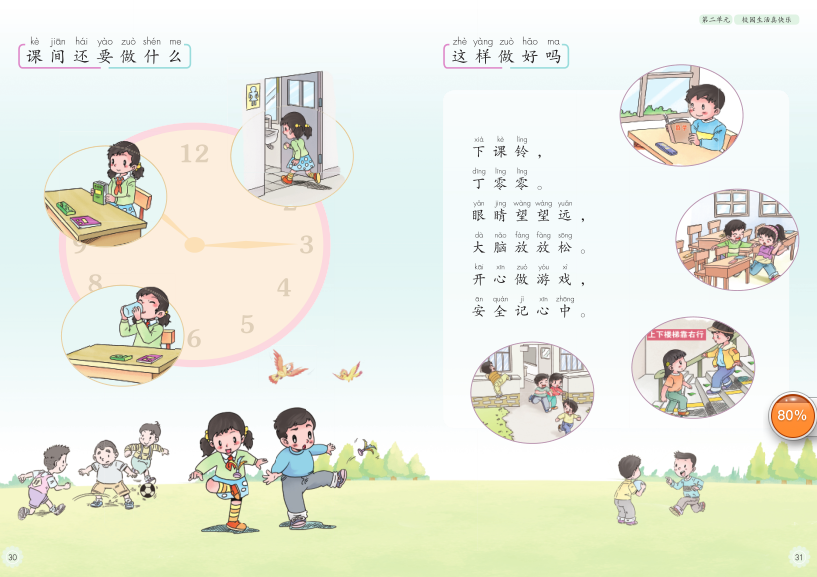 kè jiān hái yào zuò shén me
课间还要做什么
12
2
3
4
5
6
8
9
30
第二单元 校园生活真快乐
zhè yàng zuò hǎo ma
这样做好吗
xià kè líng
下课铃，
dīng líng líng
丁零零。
yǎn jing wàng wàng yuǎn
眼睛望望远，
dà nǎo fàng fàng sōng
大脑放放松。
kāi xīn zuò yóu xì
开心做游戏，
ān quán jì xīn zhōng
安全记心中。
上下楼梯靠右行
80%
31